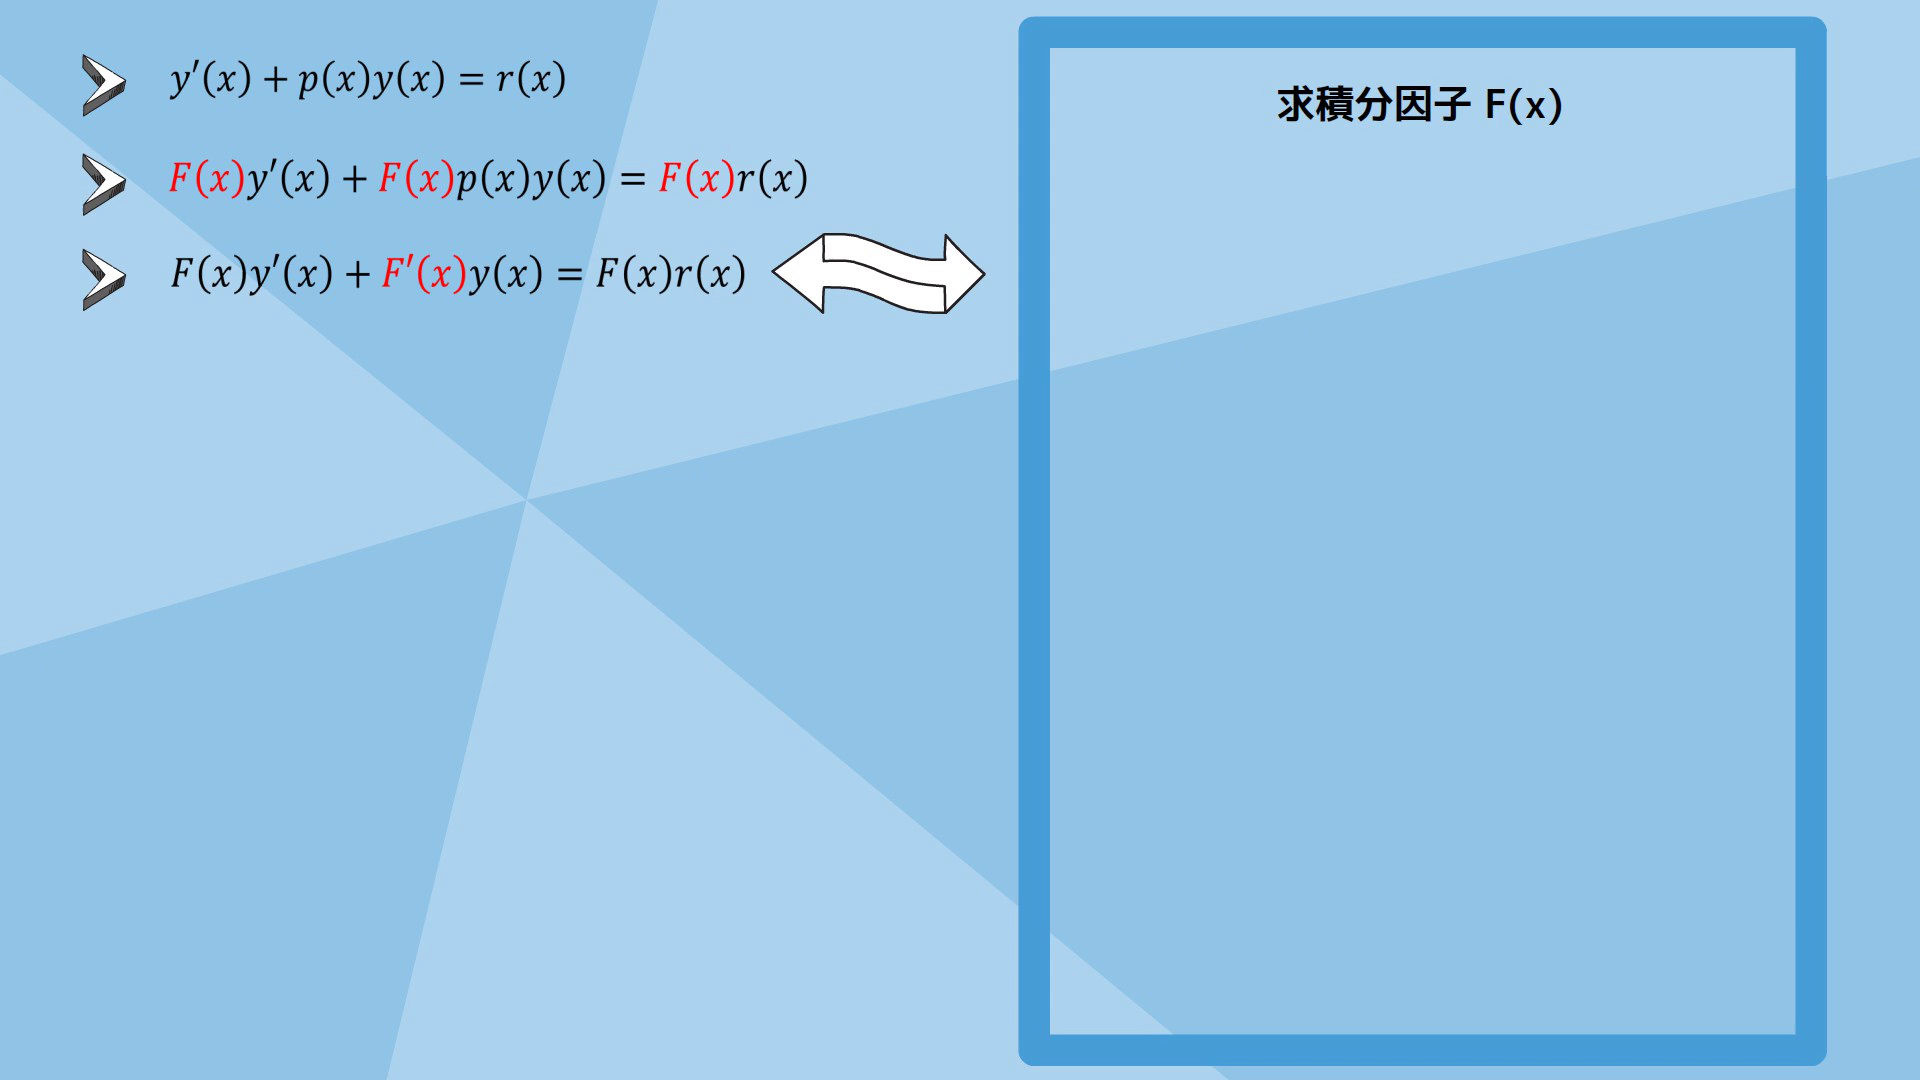 y′(x) + p(x)y(x) = r(x)
F(x)y′(x) + F(x)p(x)y(x) = F(x)r(x)
F(x)y′(x) + F′(x)y(x) = F(x)r(x)
求積分因子 F(x)